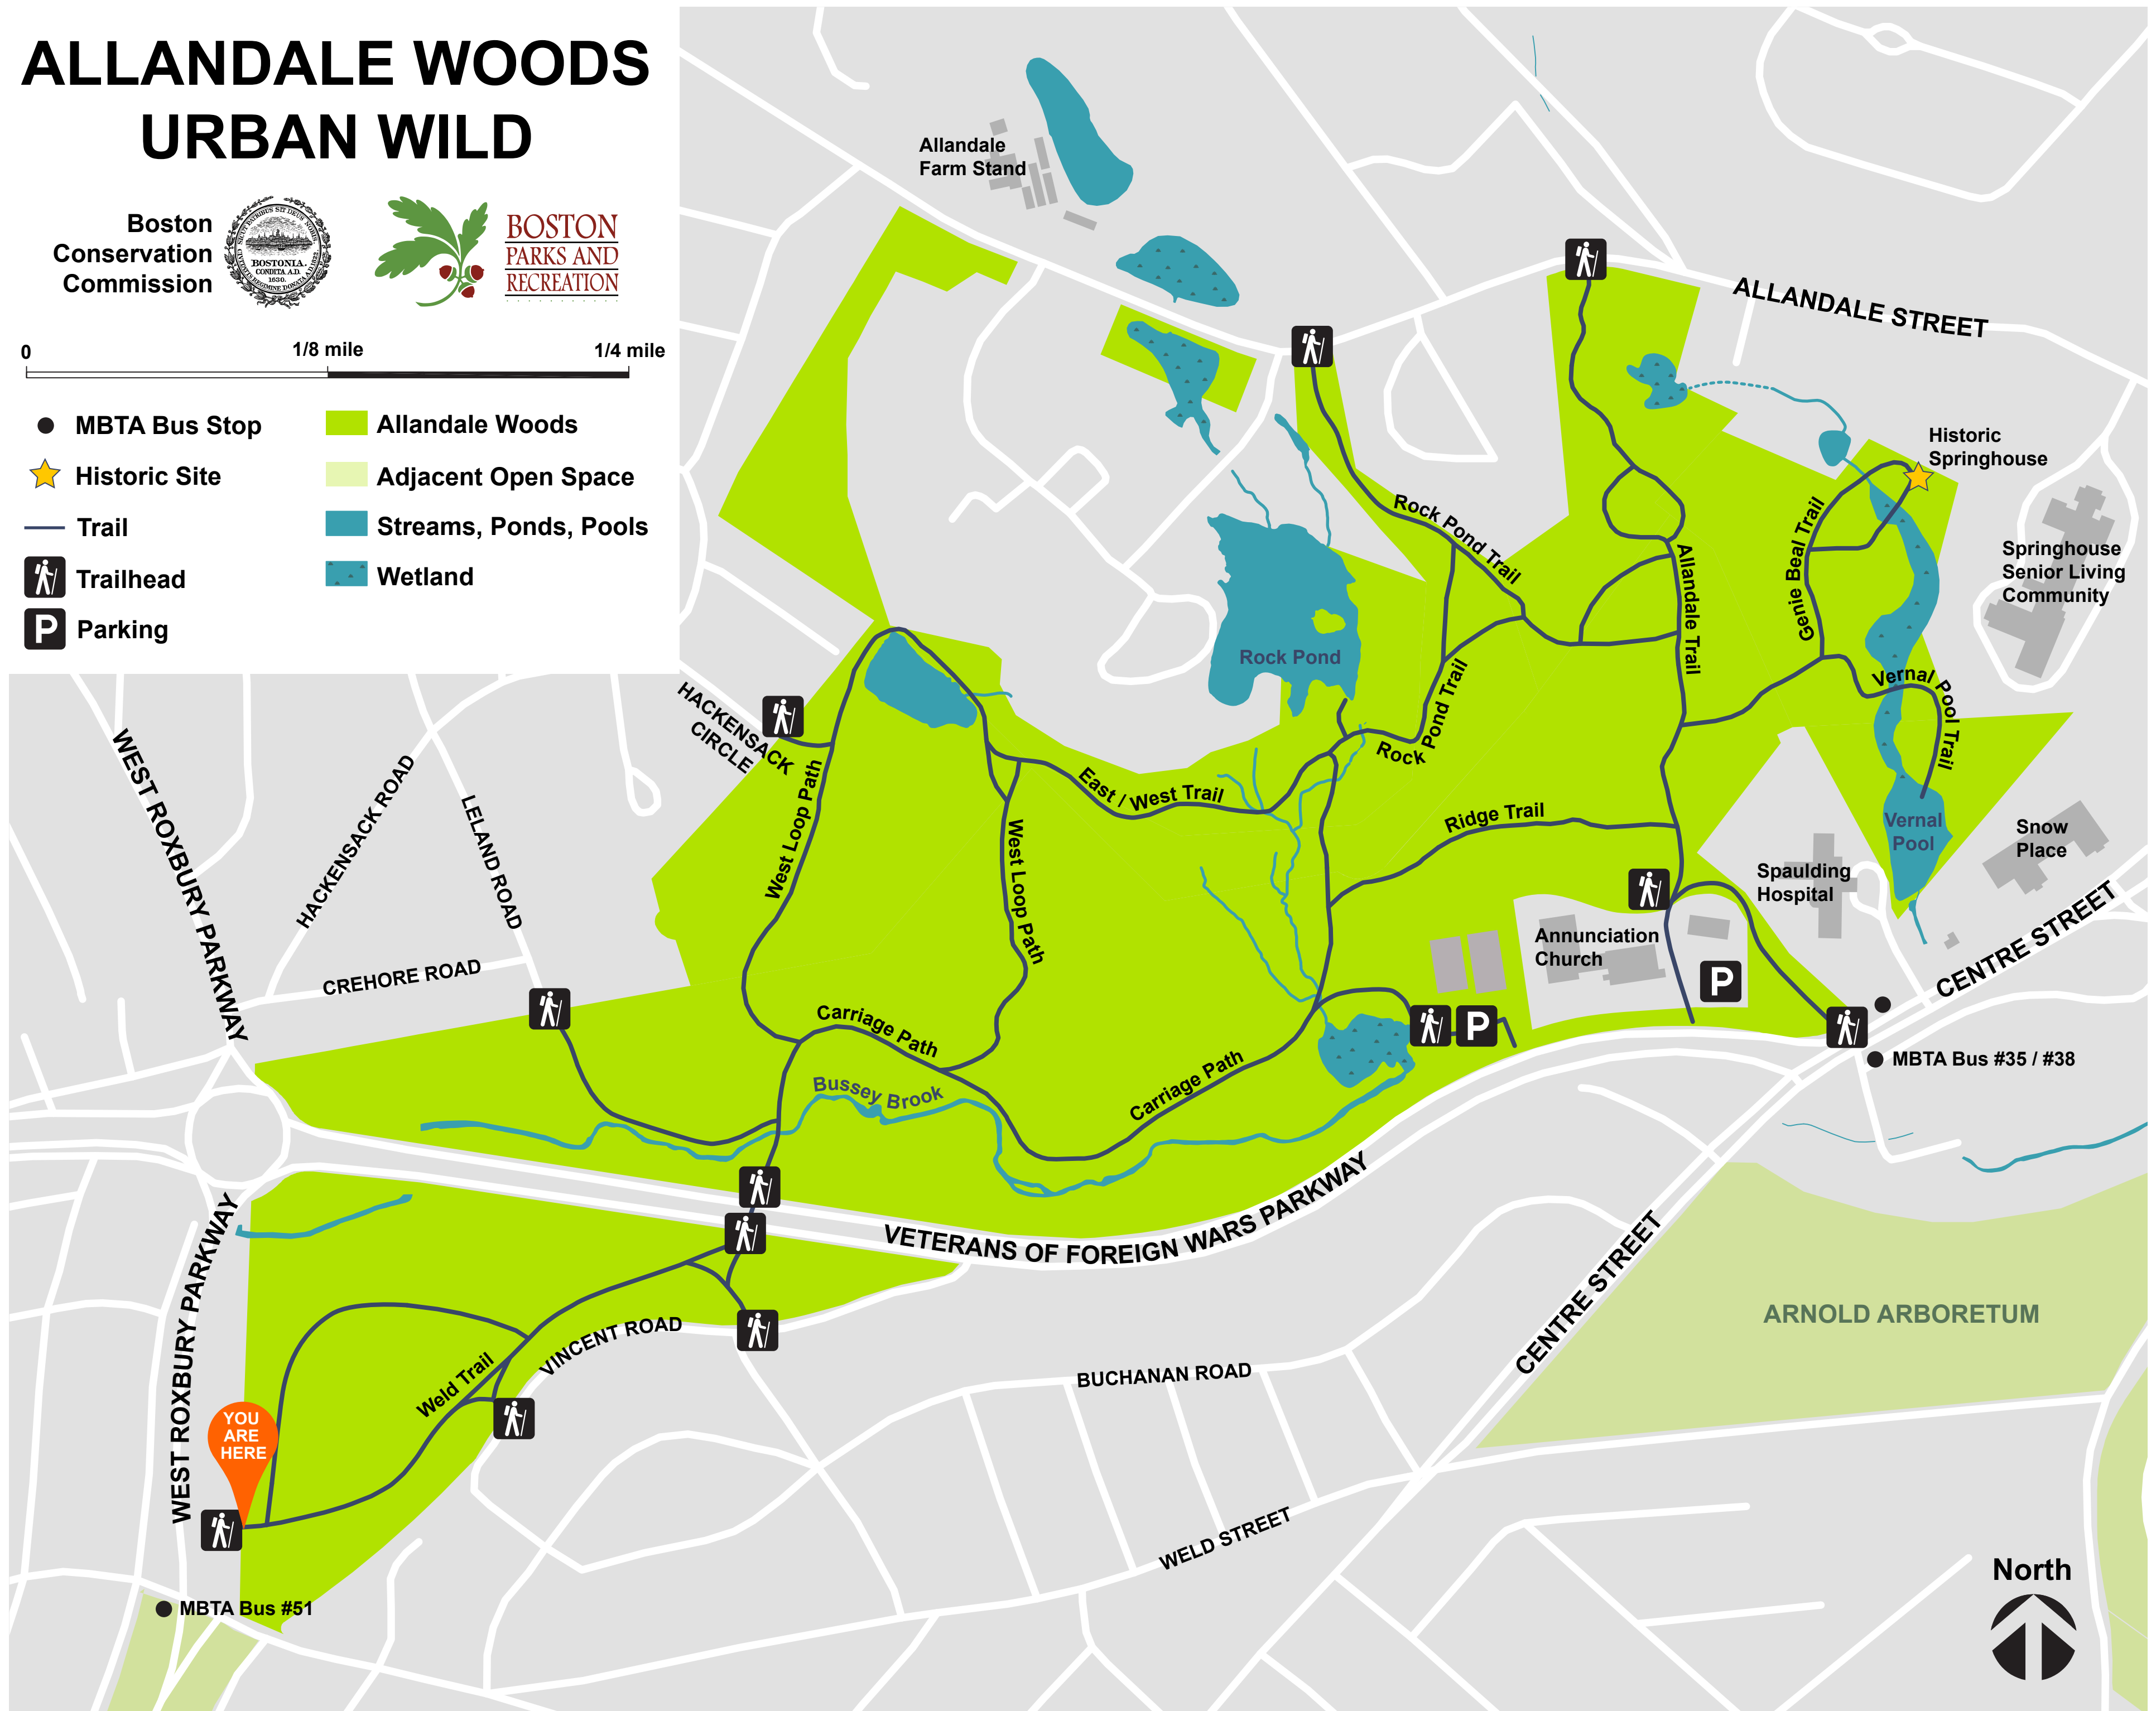 ALLANDALE WOODS
URBAN WILD
Boston
Conservation
Commission
BOSTONIA.
CONDITA A.D.
1630.
BOSTON
PARKS AND
RECREATION
0
1/8 mile
1/4 mile
MBTA Bus Stop
Historic Site
Trail
Trailhead
P
Parking
Allandale Woods
Adjacent Open Space
Streams, Ponds, Pools
Wetland
Allandale
Farm Stand
ALLANDALE STREET
Historic
Springhouse
Springhouse
Senior Living
Community
Rock Pond Trail
Allandale Trail
Genie Beal Trail
Vernal Pool Trail
Rock Pond
Rock Pond Trail
HACKENSACK
CIRCLE
East / West Trail
Ridge Trail
West Loop Path
West Loop Path
Vernal
Pool
Snow
Place
Spaulding
Hospital
Annunciation
Church
P
P
CENTRE STREET
MBTA Bus #35 / #38
WEST ROXBURY PARKWAY
HACKENSACK ROAD
LELAND ROAD
CREHORE ROAD
Carriage Path
Carriage Path
Bussey Brook
VETERANS OF FOREIGN WARS PARKWAY
WEST ROXBURY PARKWAY
VINCENT ROAD
Weld Trail
YOU
ARE
HERE
MBTA Bus #51
BUCHANAN ROAD
WELD STREET
CENTRE STREET
ARNOLD ARBORETUM
North